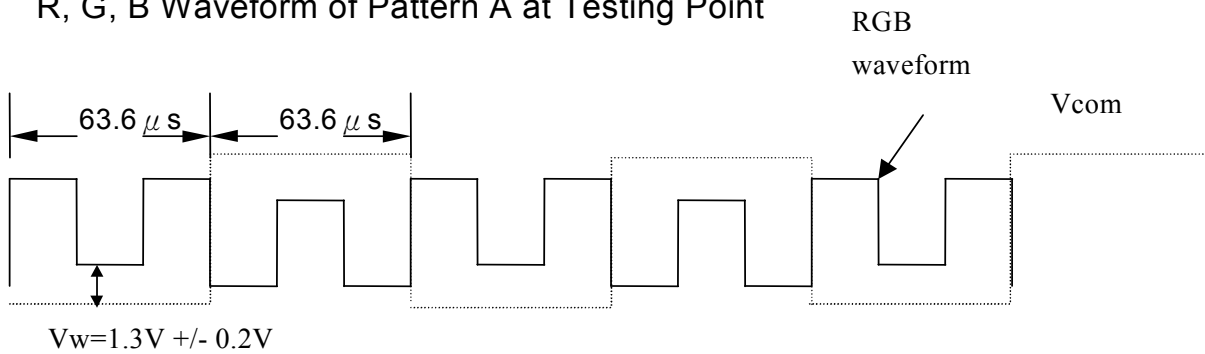 R, G, B Waveform of Pattern A at Testing Point
RGB
waveform
Vcom
63.6 μ s
63.6 μ s
Vw=1.3V +/- 0.2V